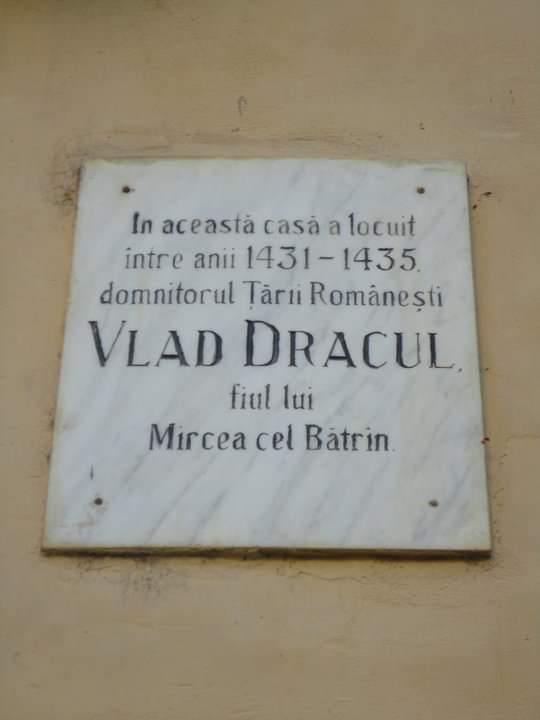 In această casă a locuit
între anii 1431-1435.
domnitorul Țării Românești
VLAD DRACUL,
fiul lui
Mircea cel Bătrîn.